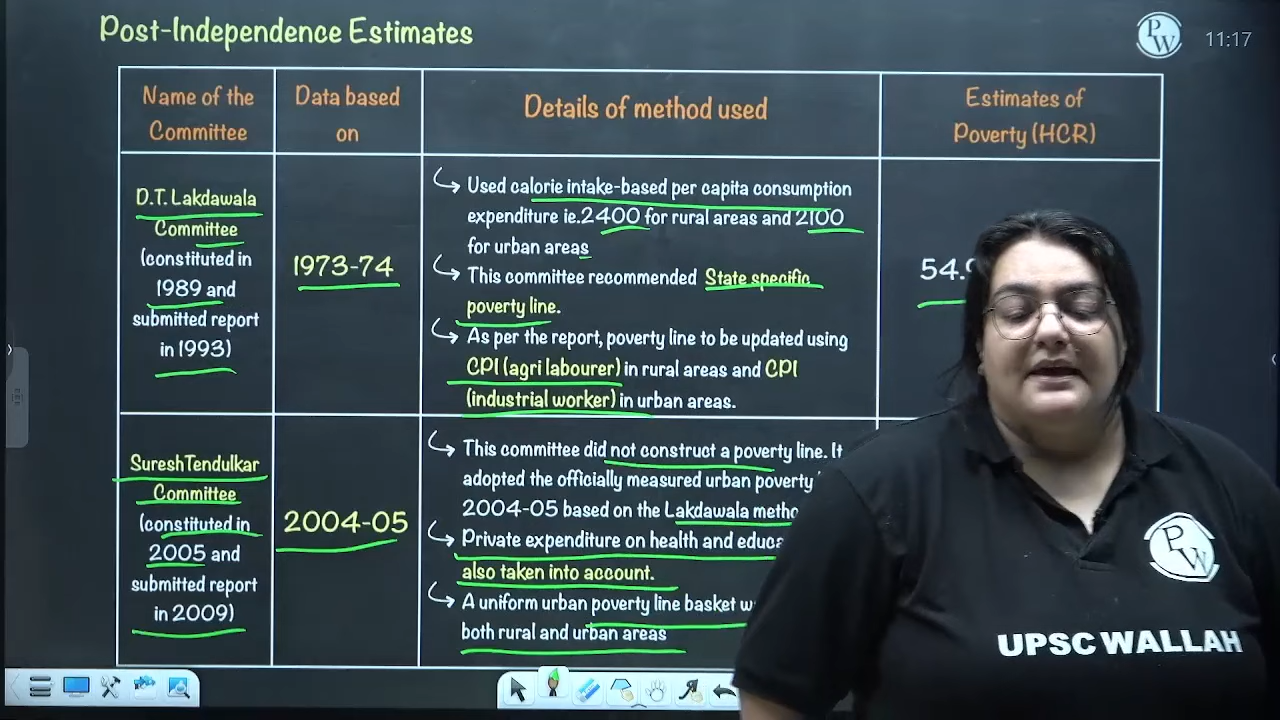 Post-Independence Estimates
PW
11:17
Name of the
Committee
Data based
on
Details of method used
Estimates of
Poverty (HCR)
D.T. Lakdawala
Committee
(constituted in
1989 and
submitted report
in 1993)
1973-74
Used calorie intake-based per capita consumption
expenditure ie.2400 for rural areas and 2100
for urban areas
This committee recommended State specific
poverty line.
As per the report, poverty line to be updated using
CPI (agri labourer) in rural areas and CPI
(industrial worker) in urban areas.
54.9
SureshTendulkar
Committee
(constituted in
2005 and
submitted report
in 2009)
2004-05
This committee did not construct a poverty line. It
adopted the officially measured urban poverty
2004-05 based on the Lakdawala
Private expenditure on health and
also taken into account.
A uniform urban poverty line basket
both rural and urban areas
PW
UPSC WALLAH